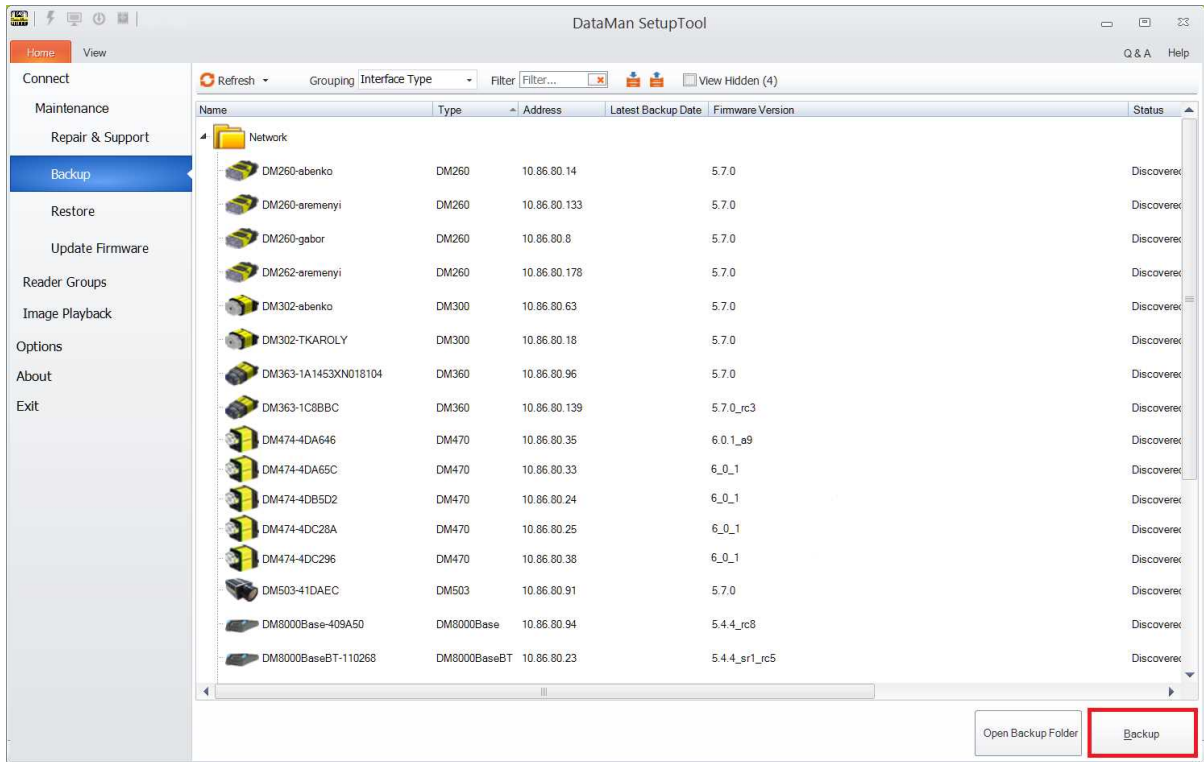 DataMan SetupTool
Home View Q & A Help
Connect
Maintenance
Repair & Support
Backup
Restore
Update Firmware
Reader Groups
Image Playback
Options
About
Exit
Refresh Grouping Interface Type Filter Filter... View Hidden (4)
Name Type Address Latest Backup Date Firmware Version Status
Network
DM260-abenko DM260 10.86.80.14 5.7.0 Discovered
DM260-aremenyi DM260 10.86.80.133 5.7.0 Discovered
DM260-gabor DM260 10.86.80.8 5.7.0 Discovered
DM262-aremenyi DM260 10.86.80.178 5.7.0 Discovered
DM302-abenko DM300 10.86.80.63 5.7.0 Discovered
DM302-TKAROLY DM300 10.86.80.18 5.7.0 Discovered
DM363-1A1453XN018104 DM360 10.86.80.96 5.7.0 Discovered
DM363-1C8BBC DM360 10.86.80.139 5.7.0_rc3 Discovered
DM474-4DA646 DM470 10.86.80.35 6.0.1_a9 Discovered
DM474-4DA65C DM470 10.86.80.33 6_0_1 Discovered
DM474-4DB5D2 DM470 10.86.80.24 6_0_1 Discovered
DM474-4DC28A DM470 10.86.80.25 6_0_1 Discovered
DM474-4DC296 DM470 10.86.80.38 6_0_1 Discovered
DM503-41DAEC DM503 10.86.80.91 5.7.0 Discovered
DM8000Base-409A50 DM8000Base 10.86.80.94 5.4.4_rc8 Discovered
DM8000BaseBT-110268 DM8000BaseBT 10.86.80.23 5.4.4_sr1_rc5 Discovered
Open Backup Folder Backup